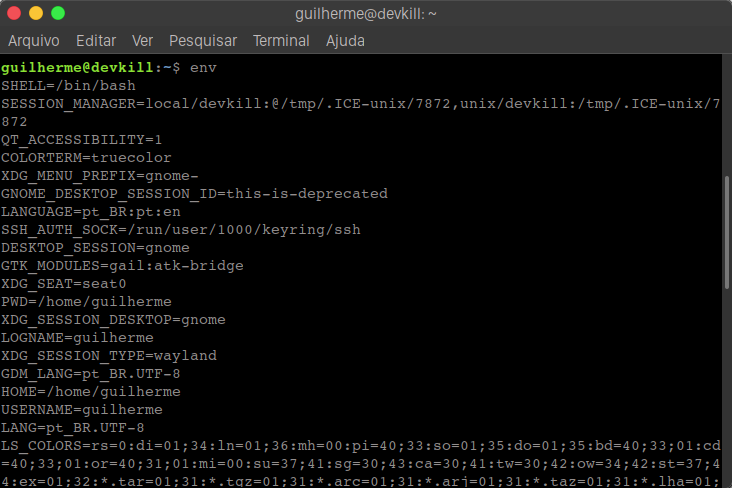 guilherme@devkill: ~
Arquivo Editar Ver Pesquisar Terminal Ajuda
guilherme@devkill:~$ env
SHELL=/bin/bash
SESSION_MANAGER=local/devkill:@/tmp/.ICE-unix/7872,unix/devkill:/tmp/.ICE-unix/7
872
QT_ACCESSIBILITY=1
COLORTERM=truecolor
XDG_MENU_PREFIX=gnome-
GNOME_DESKTOP_SESSION_ID=this-is-deprecated
LANGUAGE=pt_BR:pt:en
SSH_AUTH_SOCK=/run/user/1000/keyring/ssh
DESKTOP_SESSION=gnome
GTK_MODULES=gail:atk-bridge
XDG_SEAT=seat0
PWD=/home/guilherme
XDG_SESSION_DESKTOP=gnome
LOGNAME=guilherme
XDG_SESSION_TYPE=wayland
GDM_LANG=pt_BR.UTF-8
HOME=/home/guilherme
USERNAME=guilherme
LANG=pt_BR.UTF-8
LS_COLORS=rs=0:di=01;34:ln=01;36:mh=00:pi=40;33:so=01;35:do=01;35:bd=40;33;01:cd
=40;33;01:or=40;31;01:mi=00:su=37;41:sg=30;43:ca=30;41:tw=30;42:ow=34;42:st=37;4
4:ex=01;32:*.tar=01;31:*.tgz=01;31:*.arc=01;31:*.arj=01;31:*.taz=01;31:*.lha=01;